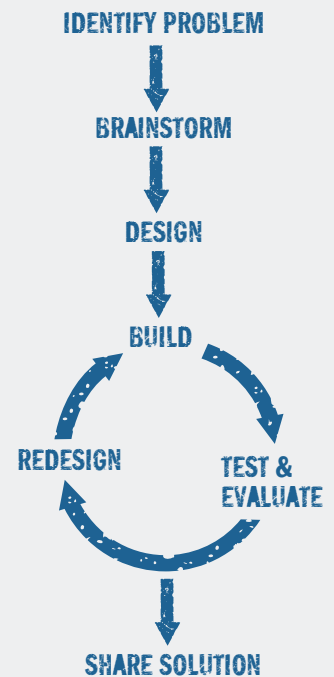 IDENTIFY PROBLEM
BRAINSTORM
DESIGN
BUILD
REDESIGN
TEST &
EVALUATE
SHARE SOLUTION